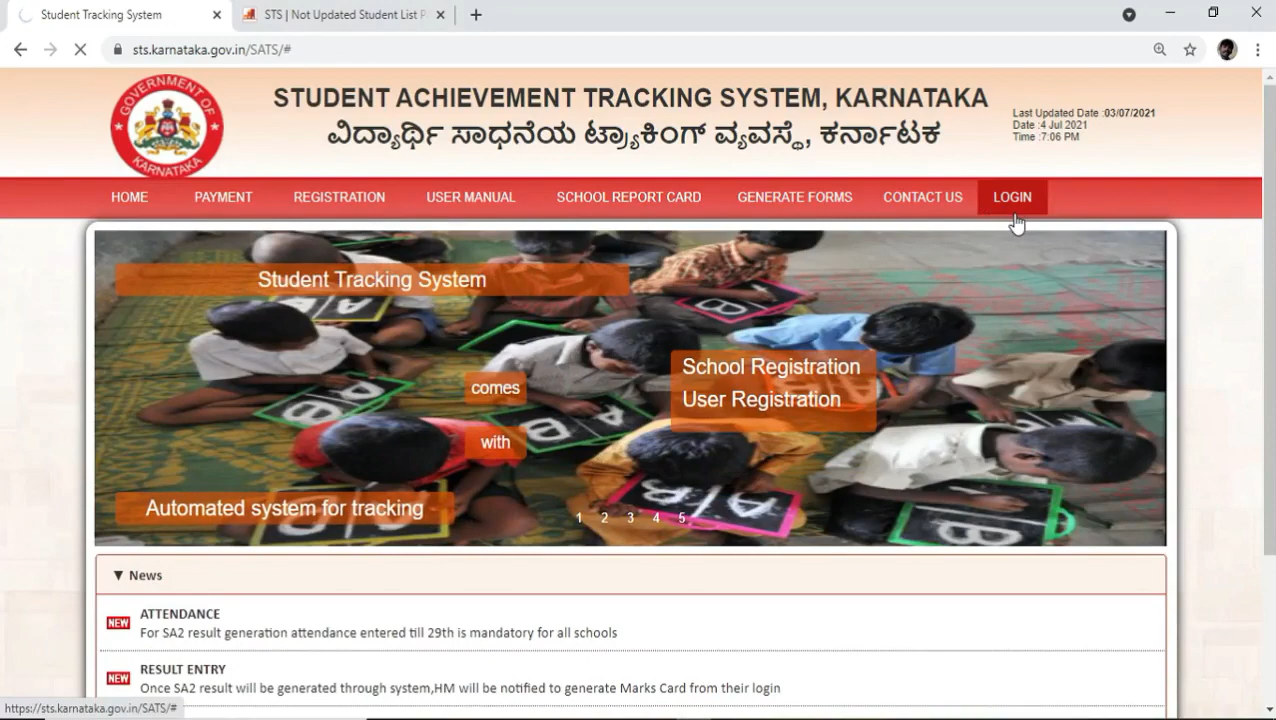 Student Tracking System
STS | Not Updated Student List P
sts.karnataka.gov.in/SATS/#
GOVERNMENT OF
KARNATAKA
STUDENT ACHIEVEMENT TRACKING SYSTEM, KARNATAKA
ವಿದ್ಯಾರ್ಥಿ ಸಾಧನೆಯ ಟ್ರ್ಯಾಕಿಂಗ್ ವ್ಯವಸ್ಥೆ, ಕರ್ನಾಟಕ
Last Updated Date :03/07/2021
Date :4 Jul 2021
Time :7:06 PM
HOME PAYMENT REGISTRATION USER MANUAL SCHOOL REPORT CARD GENERATE FORMS CONTACT US LOGIN
Student Tracking System
School Registration
comes
User Registration
with
Automated system for tracking
1 2 3 4 5
▼ News
NEW ATTENDANCE
For SA2 result generation attendance entered till 29th is mandatory for all schools
NEW RESULT ENTRY
Once SA2 result will be generated through system,HM will be notified to generate Marks Card from their login
https://sts.karnataka.gov.in/SATS/#